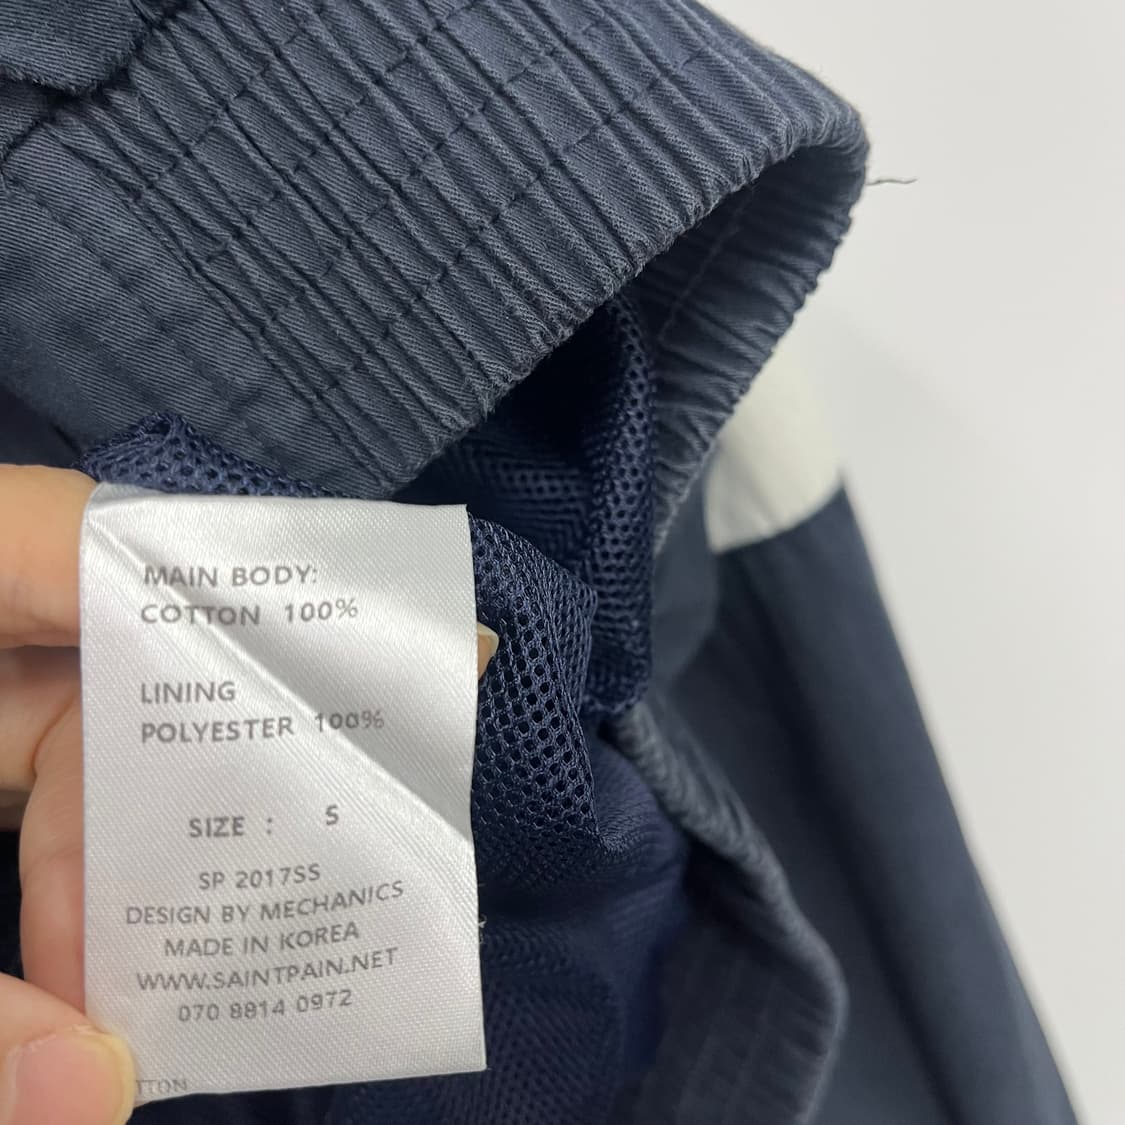 MAIN BODY:
COTTON 100%
LINING
POLYESTER 100%
SIZE : S
SP 2017SS
DESIGN BY MECHANICS
MADE IN KOREA
WWW.SAINTPAIN.NET
070 8814 0972
TTON